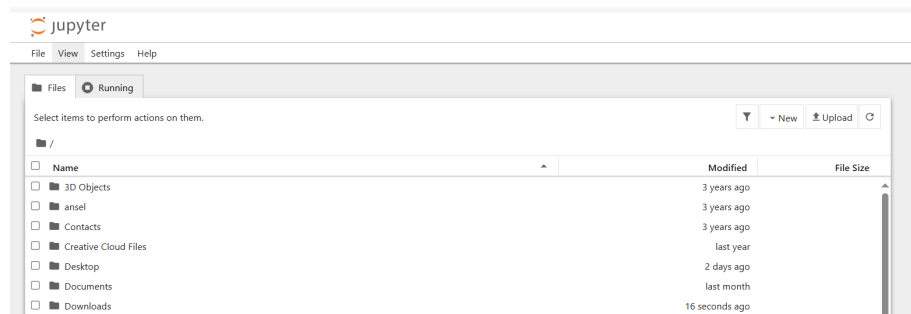 jupyter
File View Settings Help
Files Running
Select items to perform actions on them.
New Upload
/
Name Modified File Size
3D Objects 3 years ago
ansel 3 years ago
Contacts 3 years ago
Creative Cloud Files last year
Desktop 2 days ago
Documents last month
Downloads 16 seconds ago